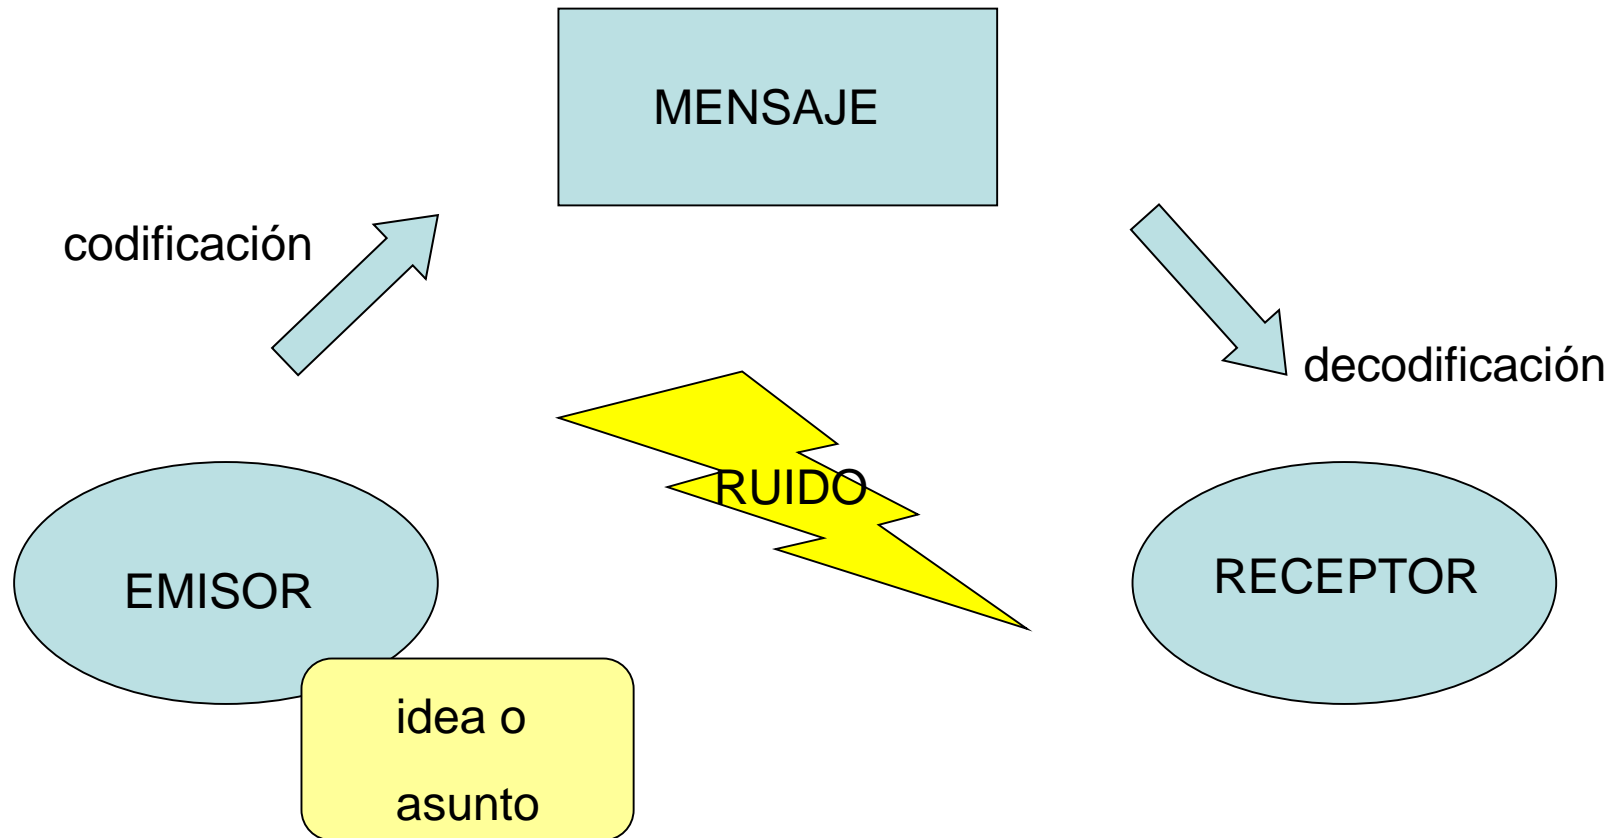 MENSAJE
codificación
decodificación
RUIDO
EMISOR
RECEPTOR
idea o
asunto